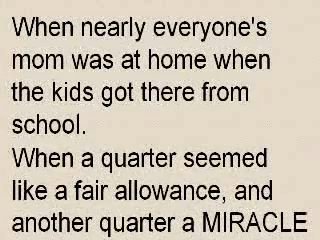 When nearly everyone's
mom was at home when
the kids got there from
school.
When a quarter seemed
like a fair allowance, and
another quarter a MIRACLE